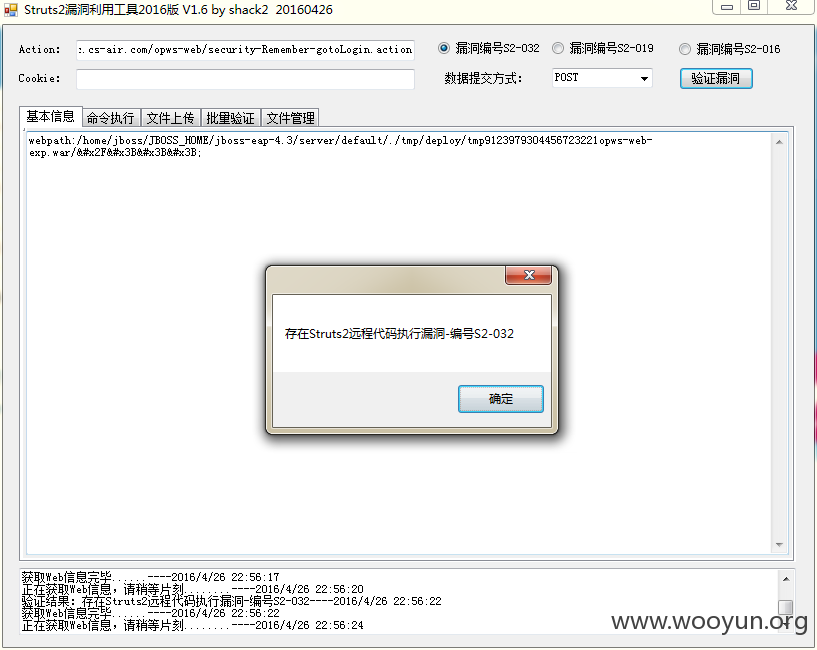 Struts2漏洞利用工具2016版 V1.6 by shack2 20160426
Action: :.cs-air.com/opws-web/security-Remember-gotoLogin.action
漏洞编号S2-032 漏洞编号S2-019 漏洞编号S2-016
Cookie:
数据提交方式: POST 验证漏洞
基本信息 命令执行 文件上传 批量验证 文件管理
webpath:/home/jboss/JBOSS_HOME/jboss-eap-4.3/server/default/./tmp/deploy/tmp9123979304456723221opws-web-
exp.war/&#x2F&#x3B&#x3B&#x3B;
存在Struts2远程代码执行漏洞-编号S2-032
确定
获取Web信息完毕......----2016/4/26 22:56:17
正在获取Web信息，请稍等片刻........----2016/4/26 22:56:20
验证结果：存在Struts2远程代码执行漏洞-编号S2-032----2016/4/26 22:56:22
获取Web信息完毕......----2016/4/26 22:56:22
正在获取Web信息，请稍等片刻........----2016/4/26 22:56:24
www.wooyun.org